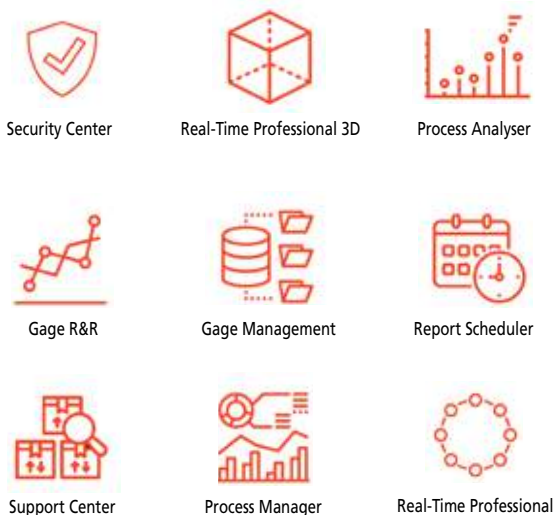 Security Center
Real-Time Professional 3D
Process Analyser
Gage R&R
Gage Management
Report Scheduler
Support Center
Process Manager
Real-Time Professional